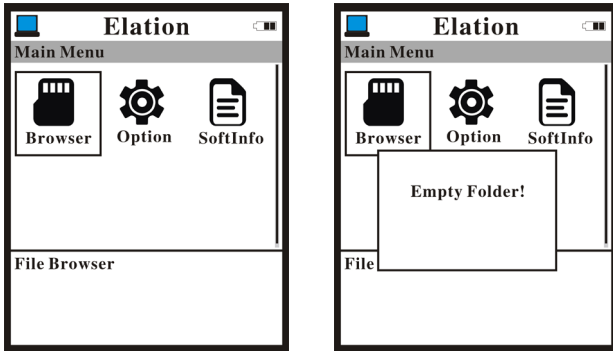 Elation
Main Menu
Browser Option SoftInfo
File Browser
Elation
Main Menu
Browser Option SoftInfo
Empty Folder!
File